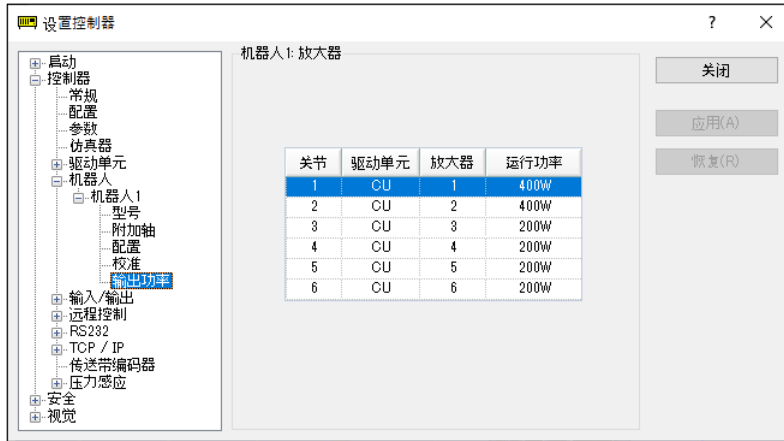 设置控制器
启动
控制器
常规
配置
参数
仿真器
驱动单元
机器人
机器人1
型号
附加轴
配置
校准
输出功率
输入/输出
远程控制
RS232
TCP / IP
传送带编码器
压力感应
安全
视觉
机器人1: 放大器
关节 驱动单元 放大器 运行功率
1 CU 1 400W
2 CU 2 400W
3 CU 3 200W
4 CU 4 200W
5 CU 5 200W
6 CU 6 200W
关闭
应用(A)
恢复(R)